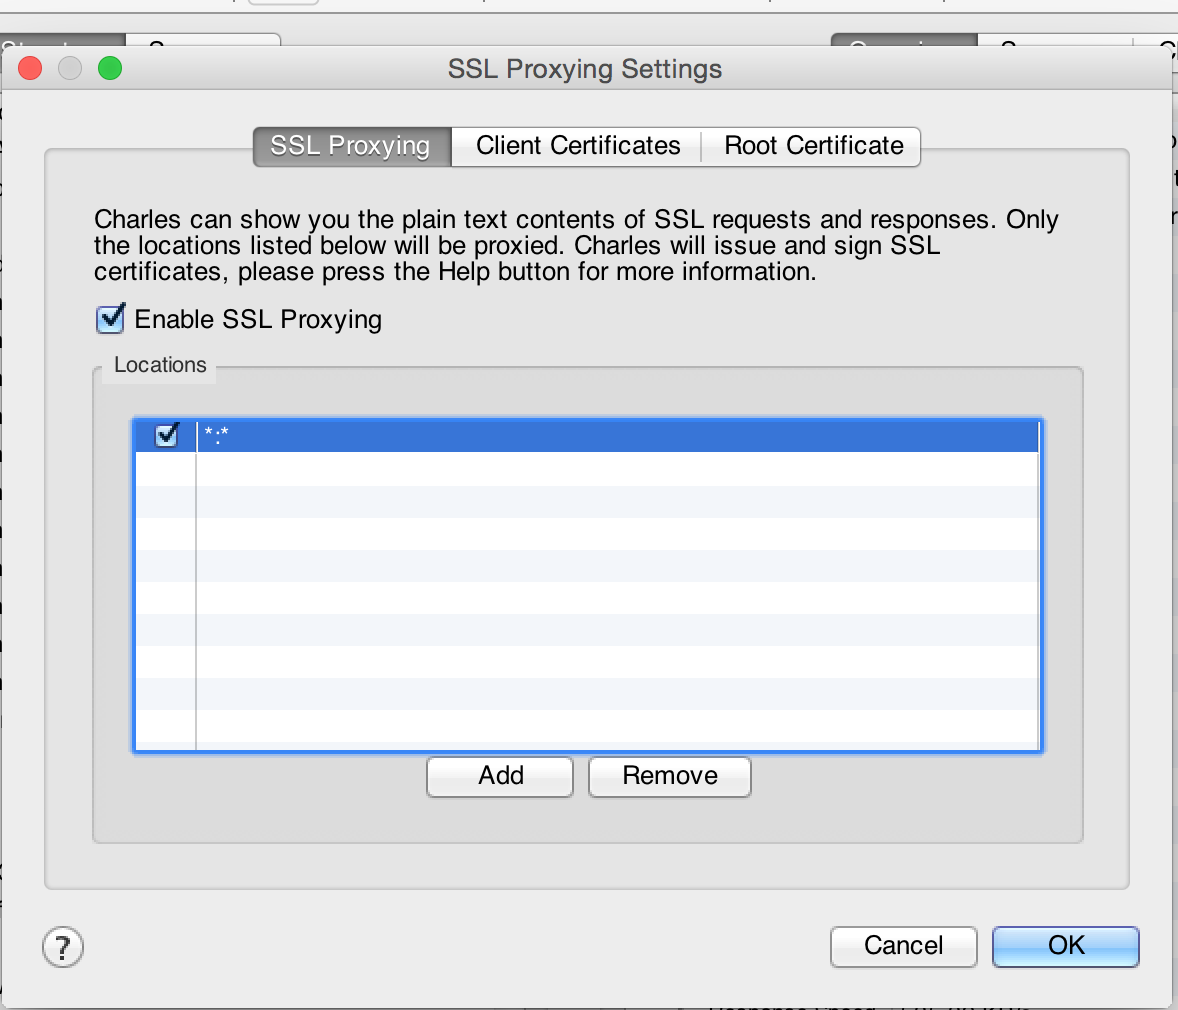 SSL Proxying Settings
SSL Proxying Client Certificates Root Certificate
Charles can show you the plain text contents of SSL requests and responses. Only
the locations listed below will be proxied. Charles will issue and sign SSL
certificates, please press the Help button for more information.
Enable SSL Proxying
Locations
*:*
Add Remove
? Cancel OK